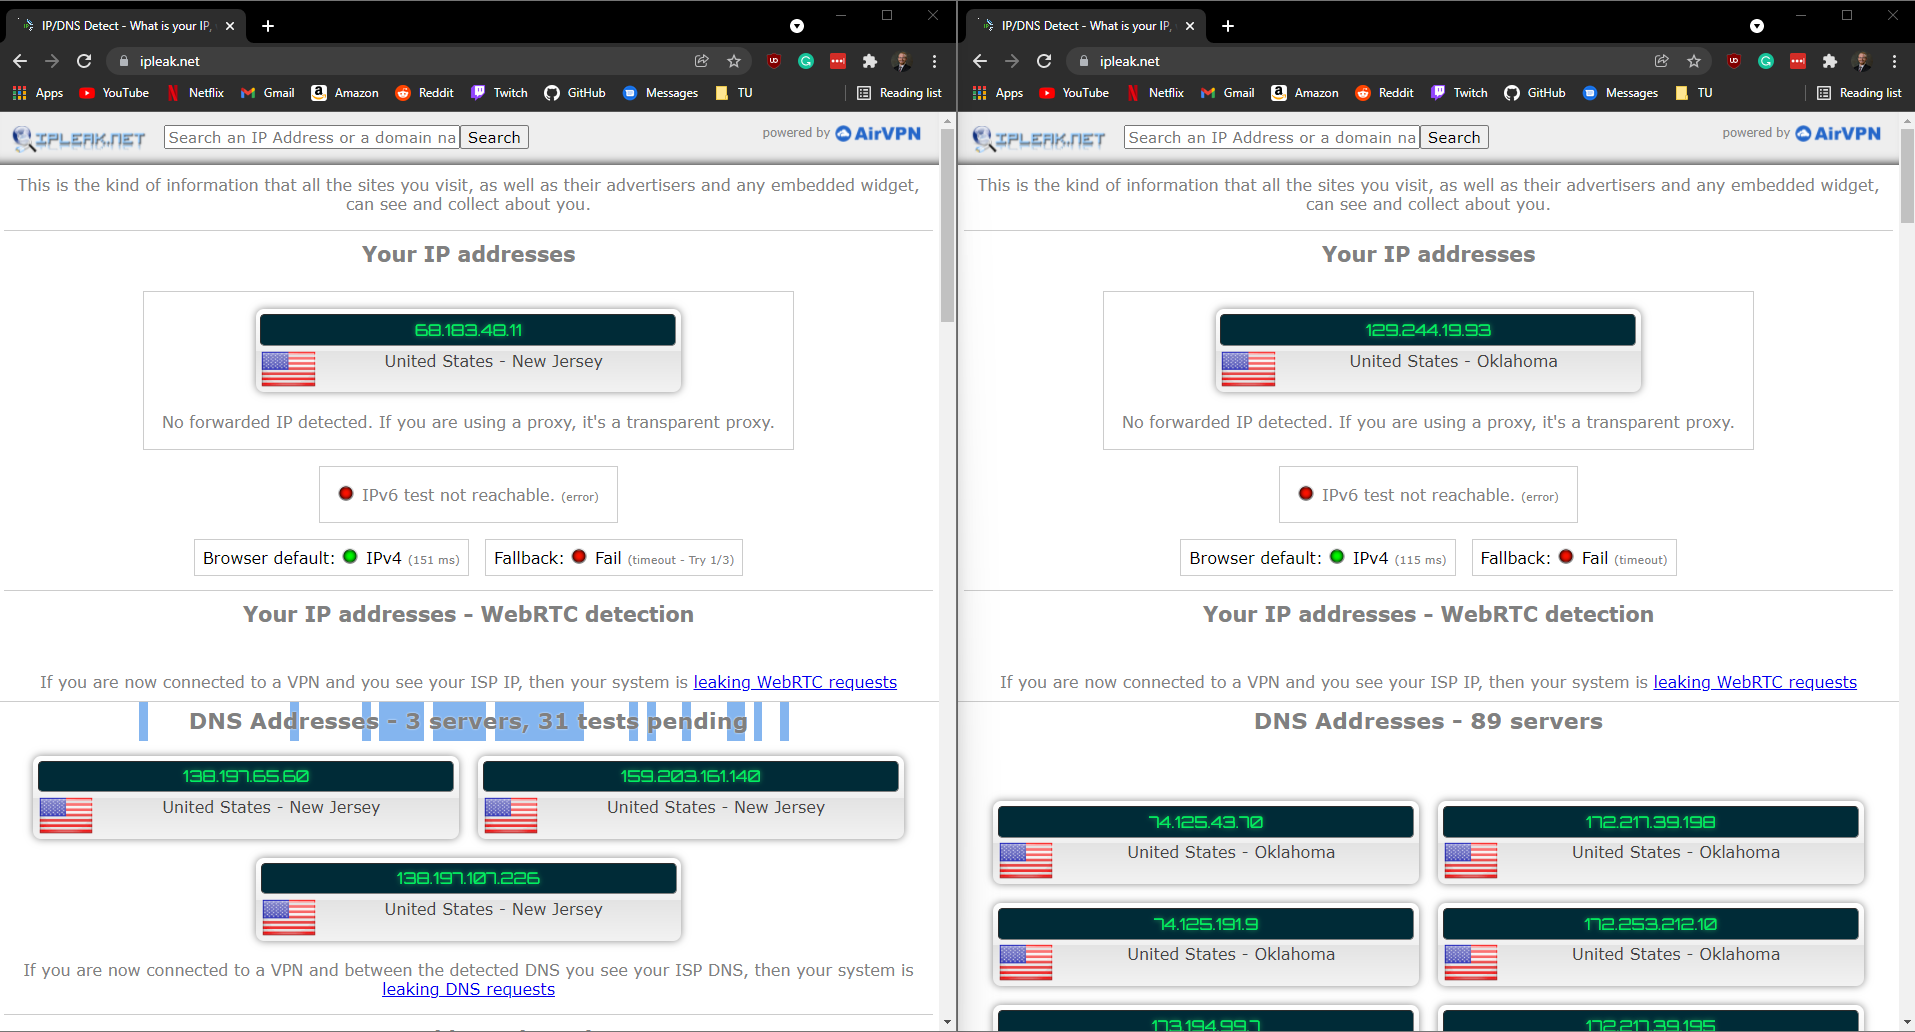 IP/DNS Detect - What is your IP,
ipleak.net
Apps YouTube Netflix Gmail Amazon Reddit Twitch GitHub Messages TU Reading list
IPLEAK.NET
Search an IP Address or a domain na Search
powered by AirVPN
This is the kind of information that all the sites you visit, as well as their advertisers and any embedded widget,
can see and collect about you.
Your IP addresses
68.183.48.11
United States - New Jersey
No forwarded IP detected. If you are using a proxy, it's a transparent proxy.
IPv6 test not reachable. (error)
Browser default: IPv4 (151 ms) Fallback: Fail (timeout - Try 1/3)
Your IP addresses - WebRTC detection
If you are now connected to a VPN and you see your ISP IP, then your system is leaking WebRTC requests
DNS Addresses - 3 servers, 31 tests pending
138.197.65.60
United States - New Jersey
159.203.161.140
United States - New Jersey
138.197.107.226
United States - New Jersey
If you are now connected to a VPN and between the detected DNS you see your ISP DNS, then your system is
leaking DNS requests
IP/DNS Detect - What is your IP,
ipleak.net
Apps YouTube Netflix Gmail Amazon Reddit Twitch GitHub Messages TU Reading list
IPLEAK.NET
Search an IP Address or a domain na Search
powered by AirVPN
This is the kind of information that all the sites you visit, as well as their advertisers and any embedded widget,
can see and collect about you.
Your IP addresses
129.244.19.93
United States - Oklahoma
No forwarded IP detected. If you are using a proxy, it's a transparent proxy.
IPv6 test not reachable. (error)
Browser default: IPv4 (115 ms) Fallback: Fail (timeout)
Your IP addresses - WebRTC detection
If you are now connected to a VPN and you see your ISP IP, then your system is leaking WebRTC requests
DNS Addresses - 89 servers
74.125.43.70
United States - Oklahoma
172.217.39.198
United States - Oklahoma
74.125.191.9
United States - Oklahoma
172.253.212.10
United States - Oklahoma
173.194.99.7
172.217.39.195